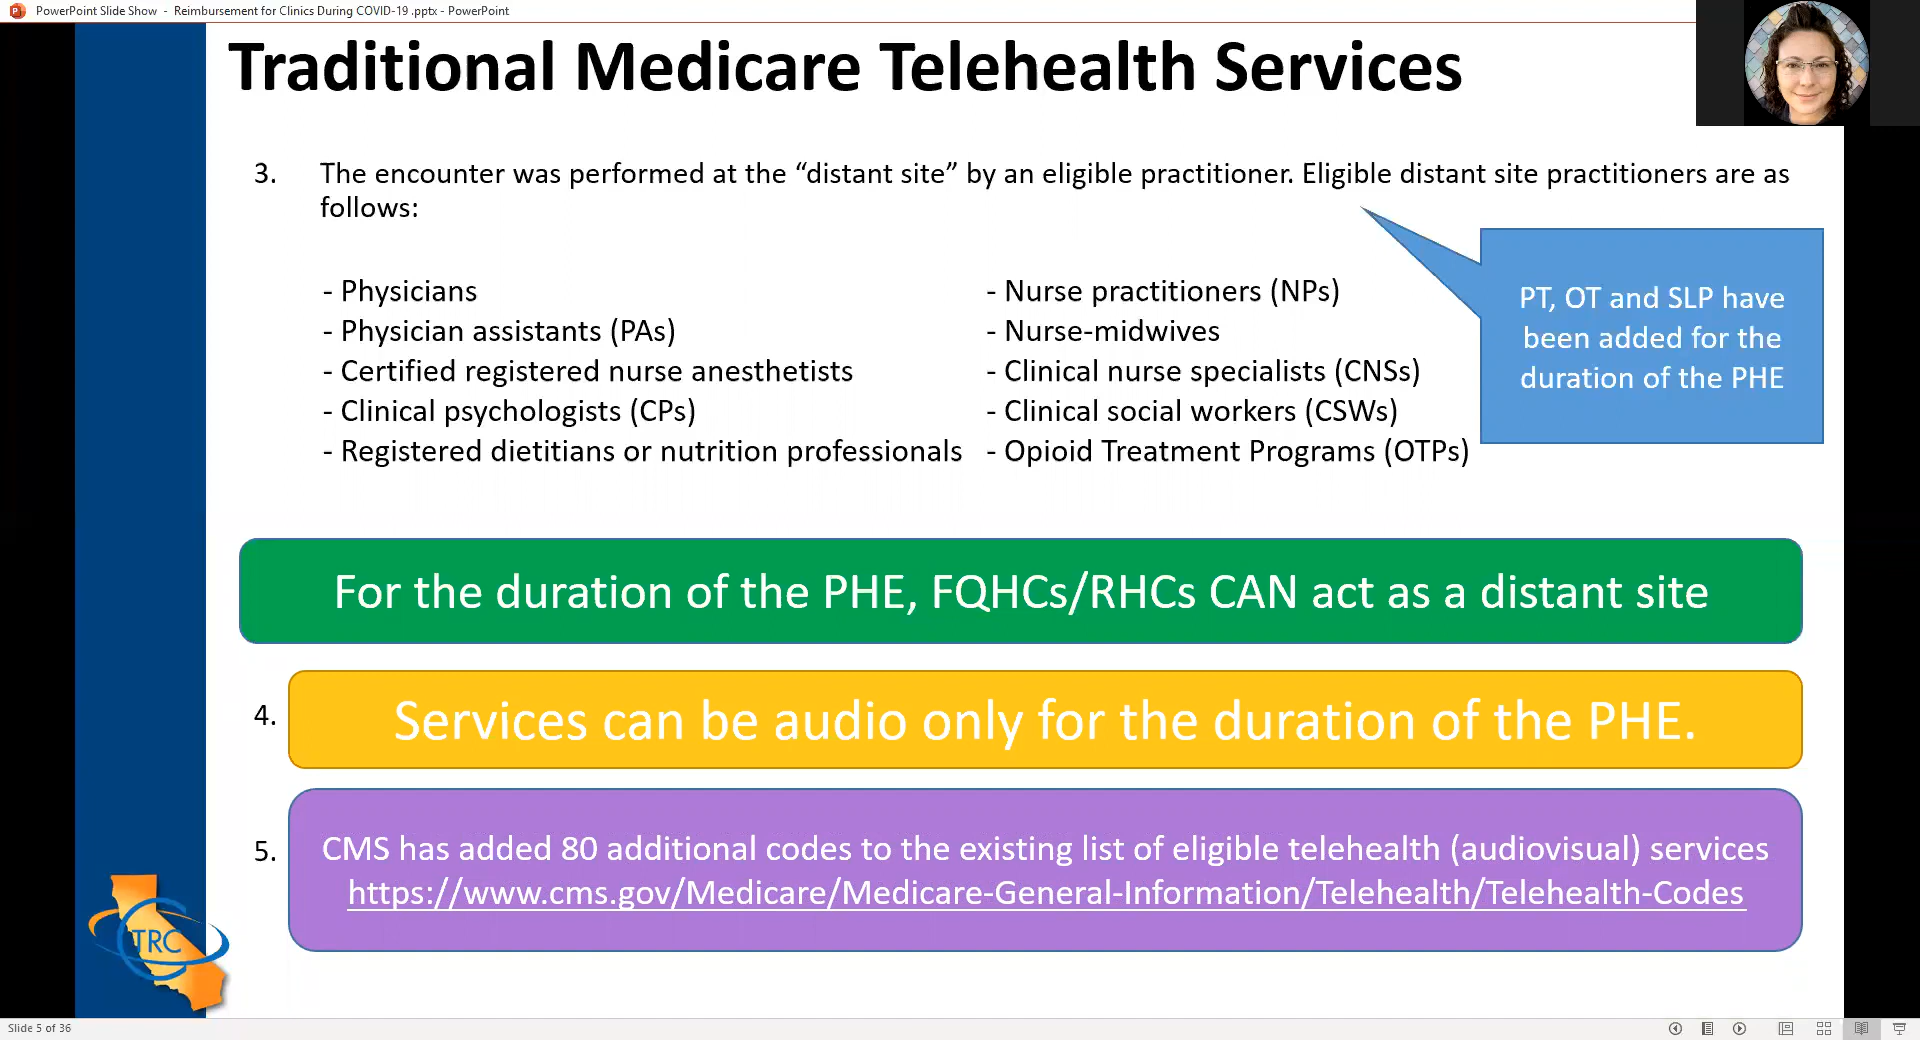 PowerPoint Slide Show - Reimbursement for Clinics During COVID-19 .pptx - PowerPoint
Traditional Medicare Telehealth Services
3. The encounter was performed at the “distant site” by an eligible practitioner. Eligible distant site practitioners are as
follows:
- Physicians
- Physician assistants (PAs)
- Certified registered nurse anesthetists
- Clinical psychologists (CPs)
- Registered dietitians or nutrition professionals
- Nurse practitioners (NPs)
- Nurse-midwives
- Clinical nurse specialists (CNSs)
- Clinical social workers (CSWs)
- Opioid Treatment Programs (OTPs)
PT, OT and SLP have
been added for the
duration of the PHE
For the duration of the PHE, FQHCs/RHCs CAN act as a distant site
4. Services can be audio only for the duration of the PHE.
5. CMS has added 80 additional codes to the existing list of eligible telehealth (audiovisual) services
https://www.cms.gov/Medicare/Medicare-General-Information/Telehealth/Telehealth-Codes
TRC
Slide 5 of 36